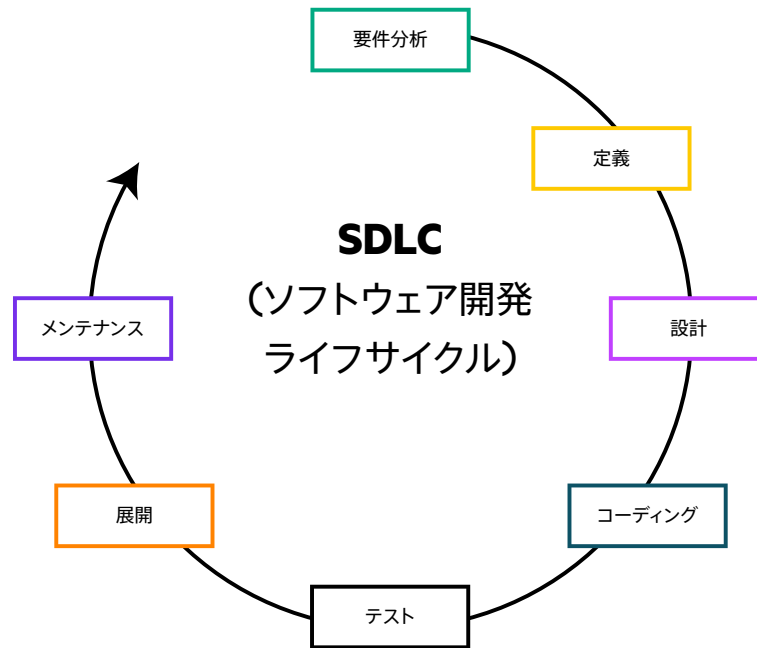 要件分析
定義
SDLC
(ソフトウェア開発
ライフサイクル)
メンテナンス
設計
展開
コーディング
テスト